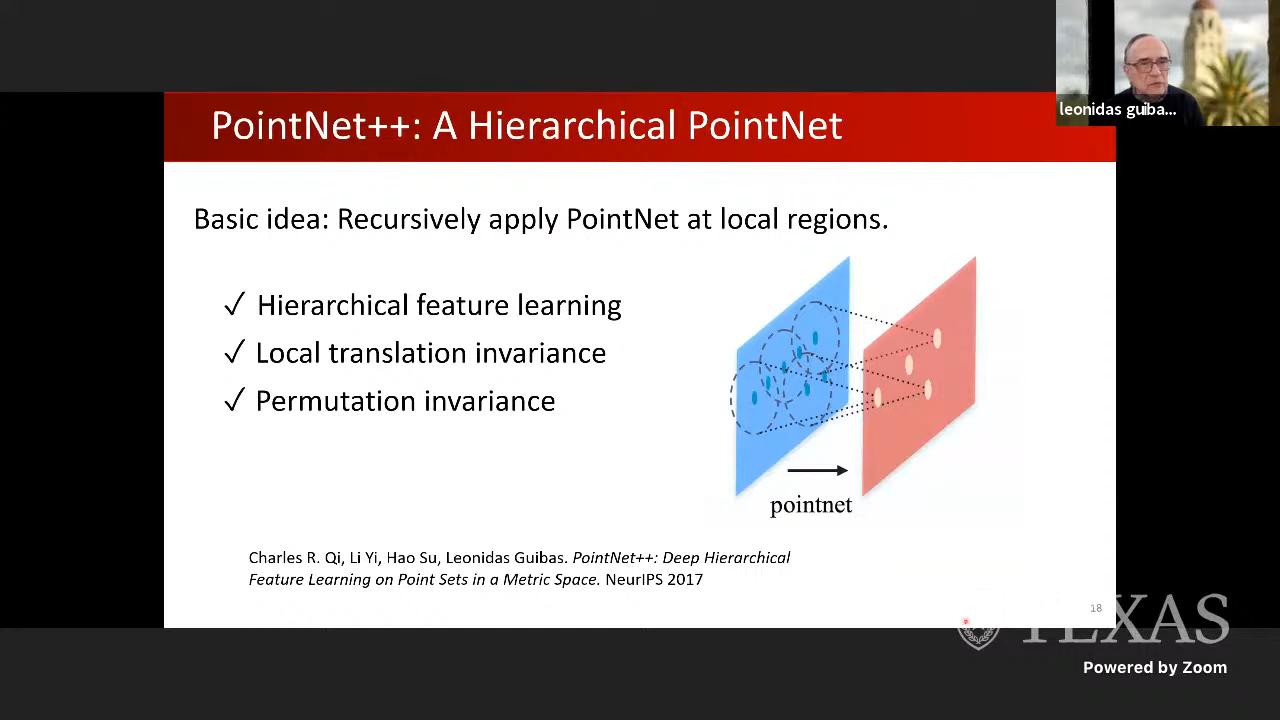 leonidas guiba...
PointNet++: A Hierarchical PointNet
Basic idea: Recursively apply PointNet at local regions.
✓ Hierarchical feature learning
✓ Local translation invariance
✓ Permutation invariance
pointnet
Charles R. Qi, Li Yi, Hao Su, Leonidas Guibas. PointNet++: Deep Hierarchical
Feature Learning on Point Sets in a Metric Space. NeurIPS 2017
18
TEXAS
Powered by Zoom